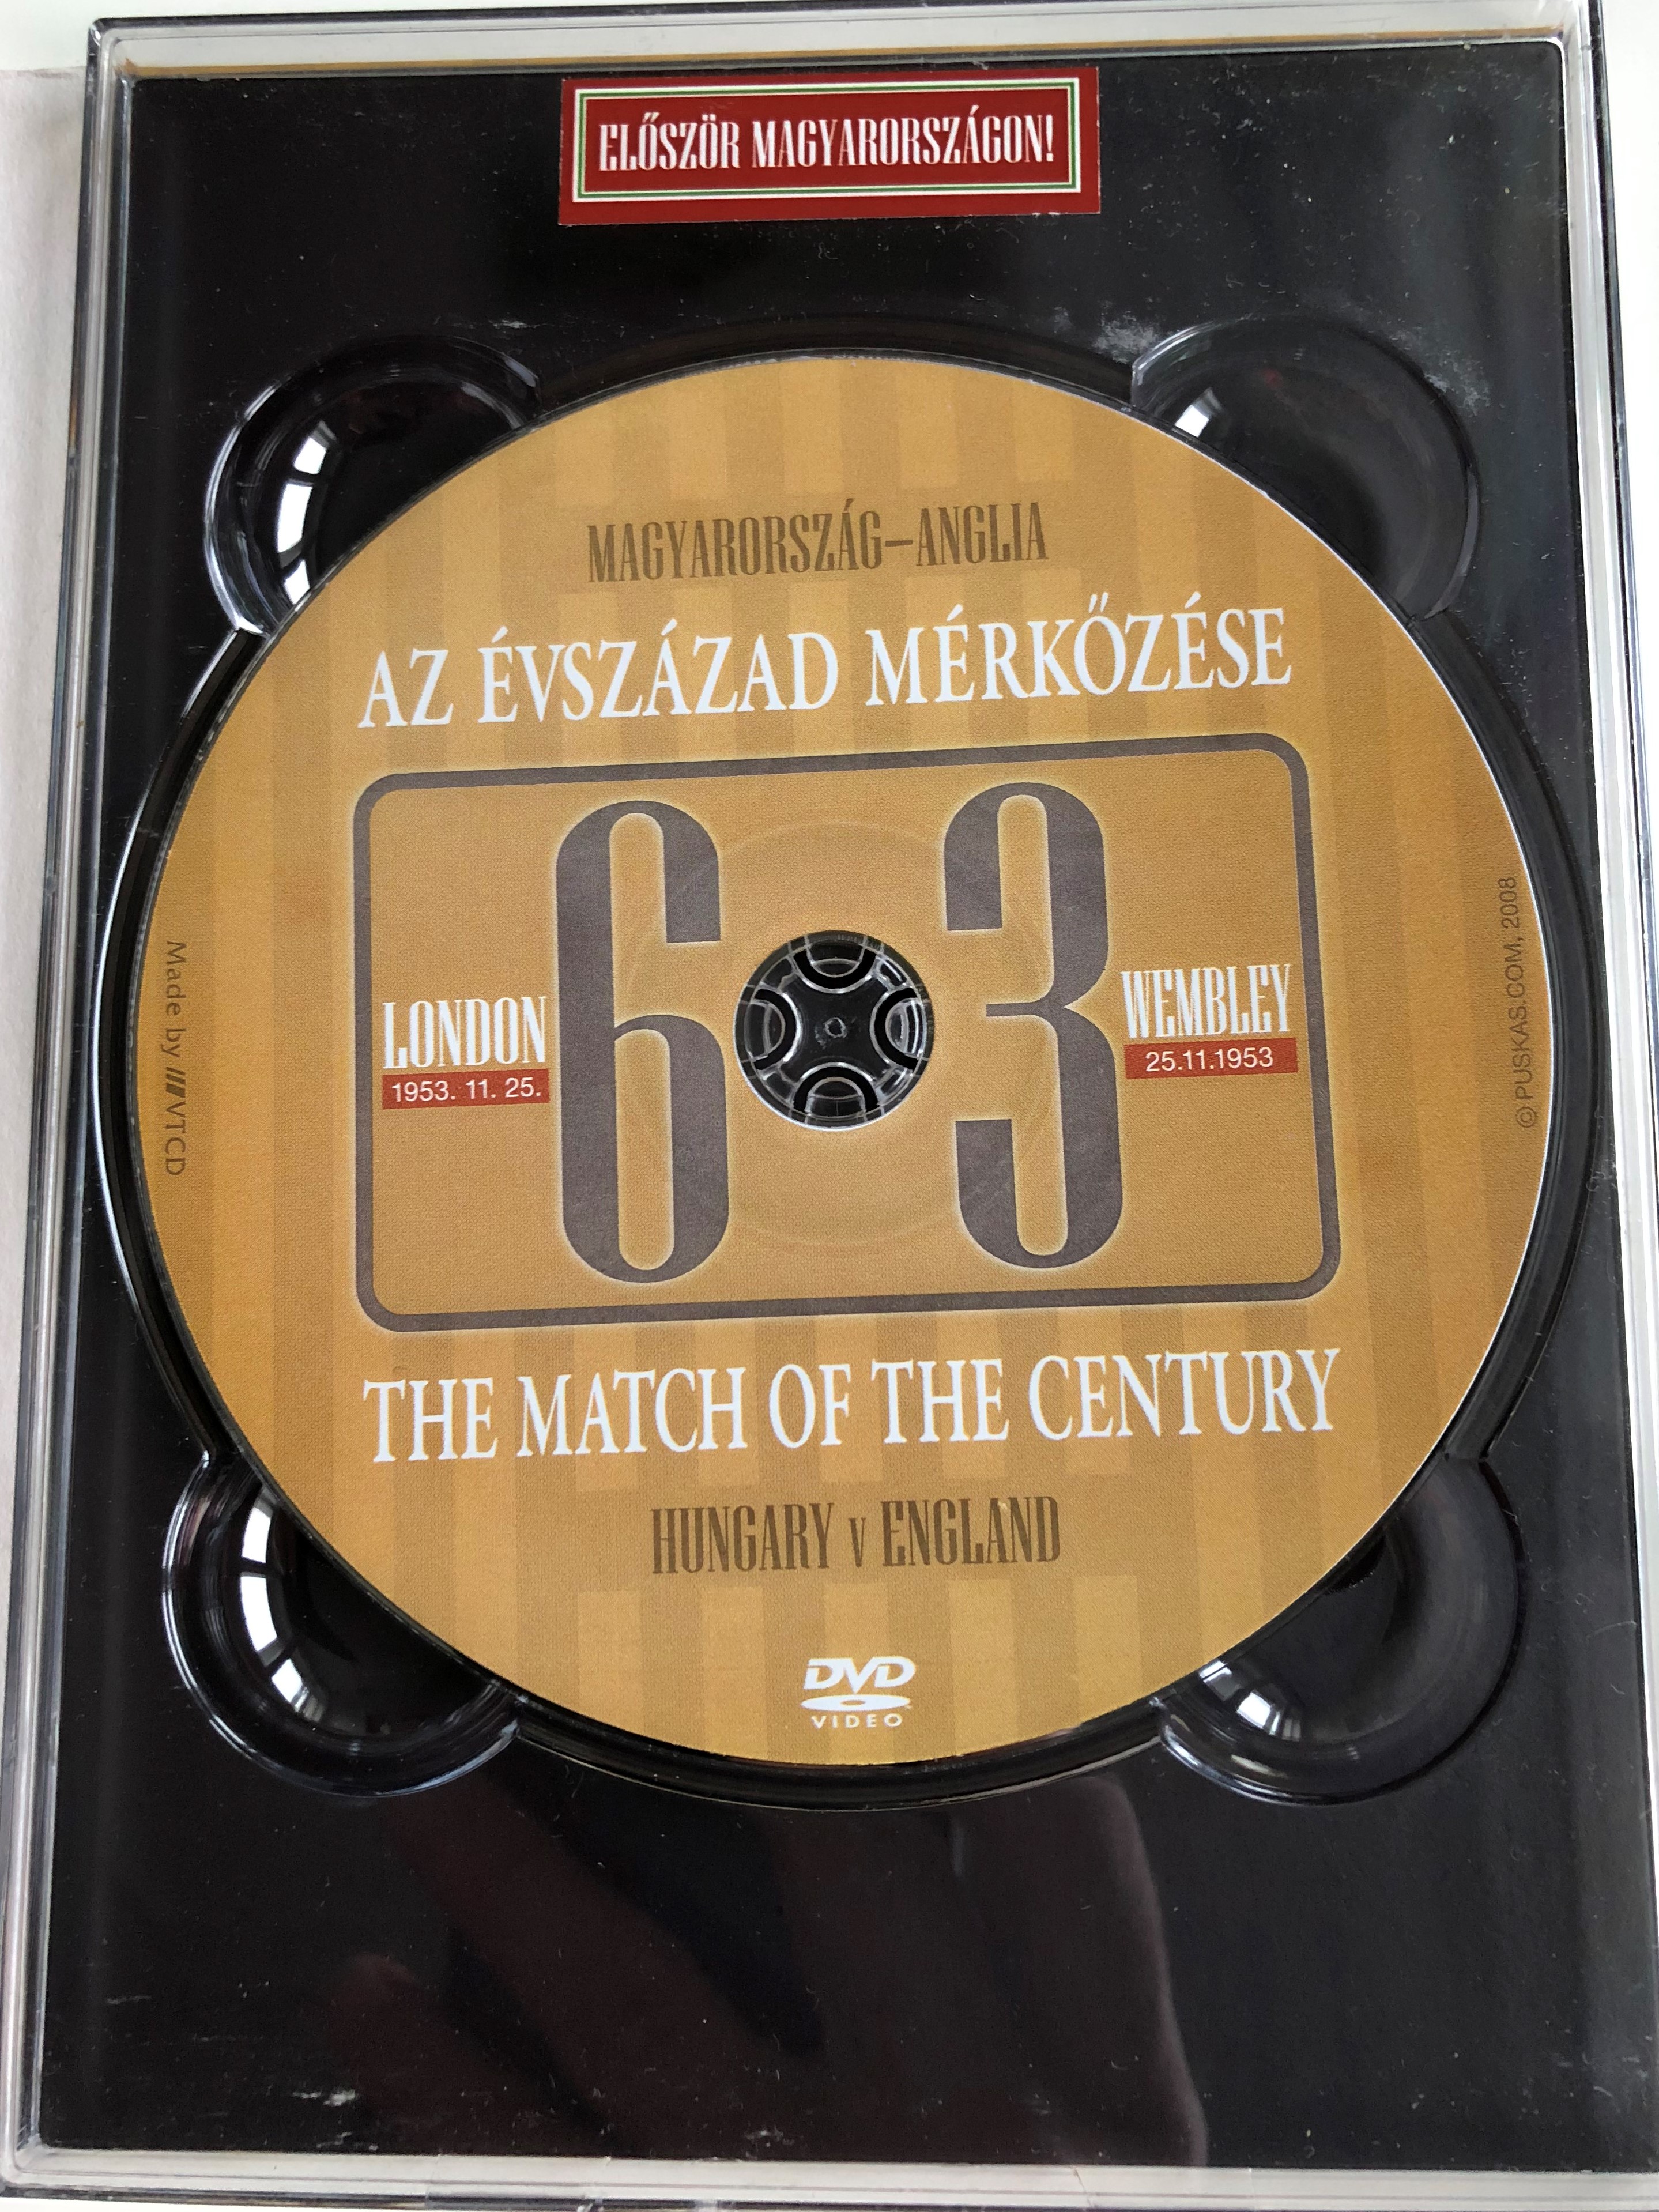 ELŐSZÖR MAGYARORSZÁGON!
MAGYARORSZÁG–ANGLIA
AZ ÉVSZÁZAD MÉRKŐZÉSE
6 3
LONDON
1953. 11. 25.
WEMBLEY
25.11.1953
Made by VTCD
© PUSKAS.COM, 2008
THE MATCH OF THE CENTURY
HUNGARY v ENGLAND
DVD
VIDEO